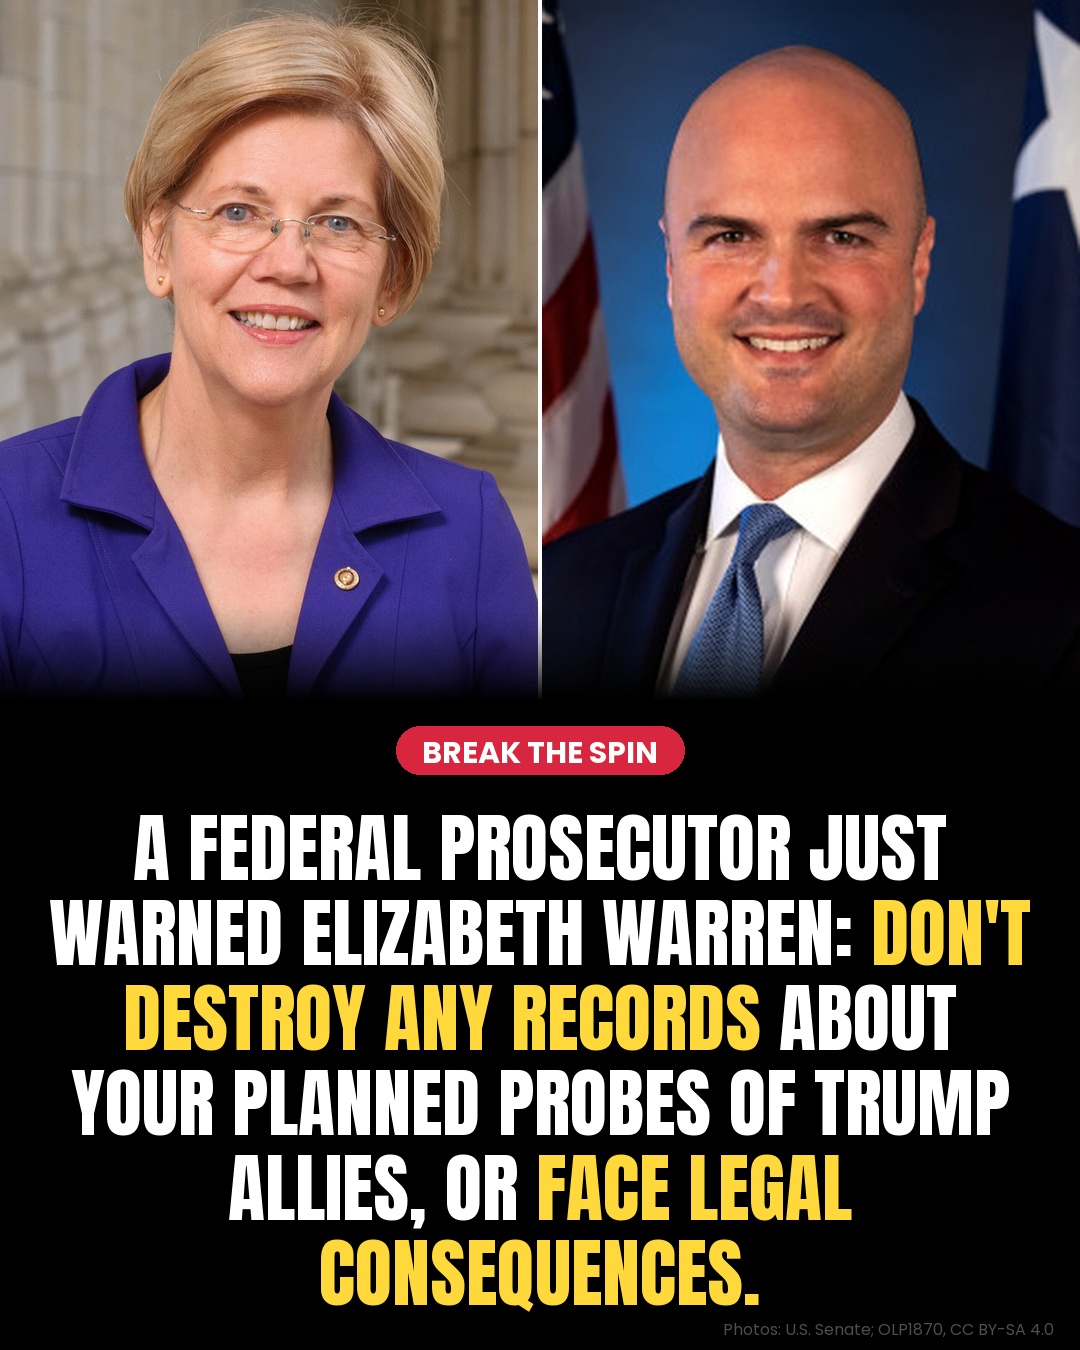 BREAK THE SPIN
A FEDERAL PROSECUTOR JUST
WARNED ELIZABETH WARREN: DON'T
DESTROY ANY RECORDS ABOUT
YOUR PLANNED PROBES OF TRUMP
ALLIES, OR FACE LEGAL
CONSEQUENCES.
Photos: U.S. Senate; OLP1870, CC BY-SA 4.0